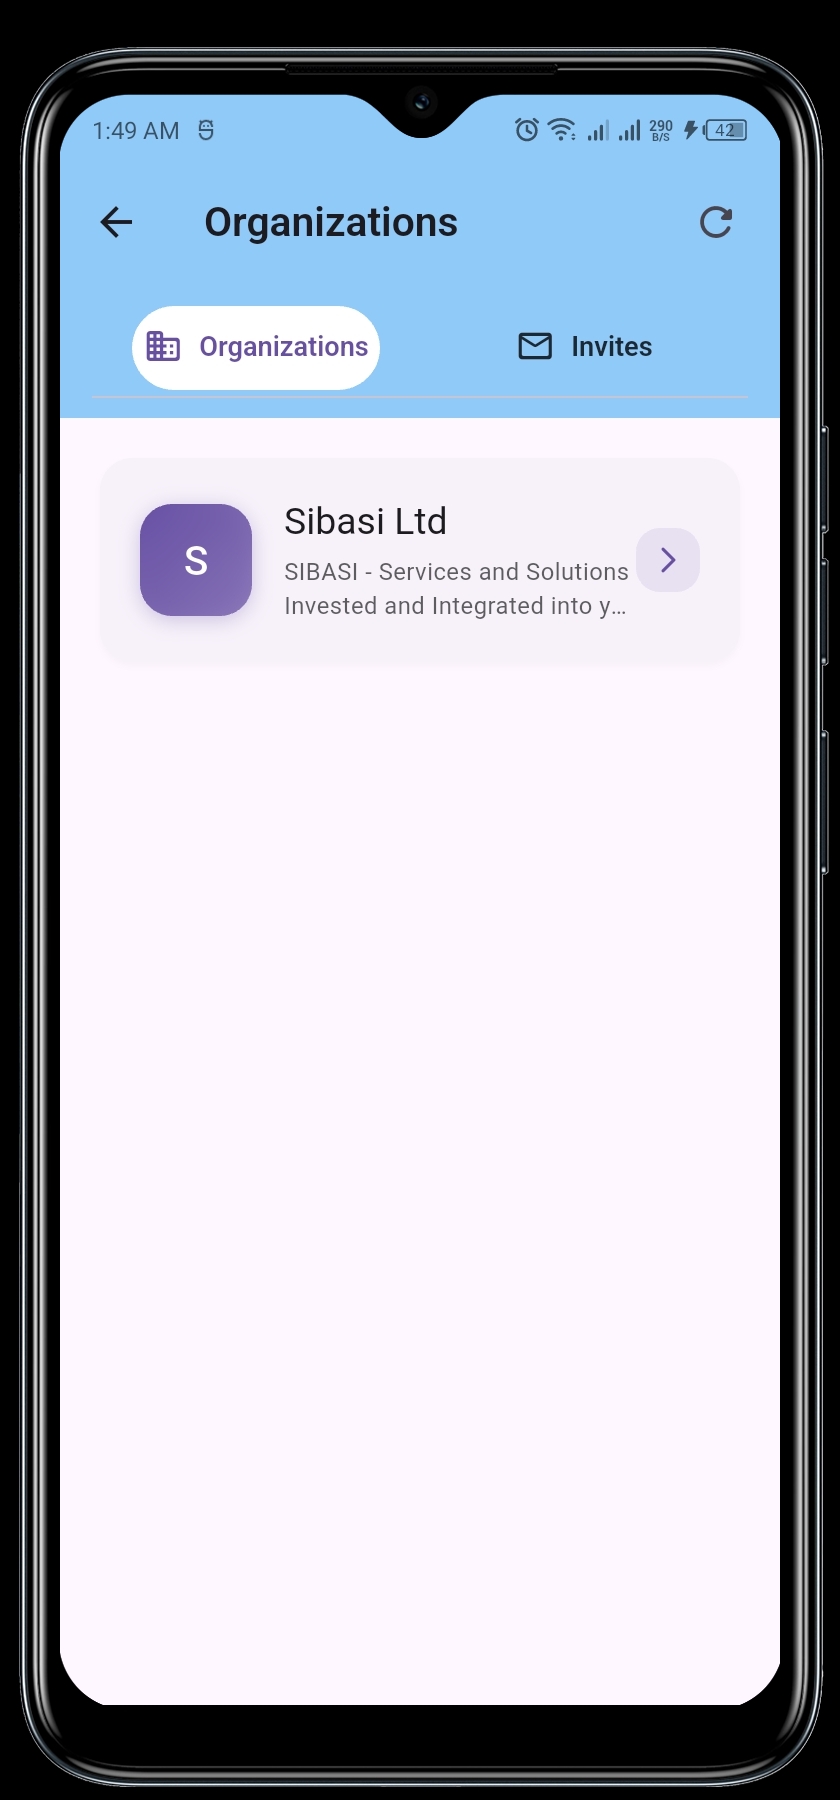 1:49 AM
290
B/S
42
Organizations
Organizations
Invites
S
Sibasi Ltd
SIBASI - Services and Solutions
Invested and Integrated into y…